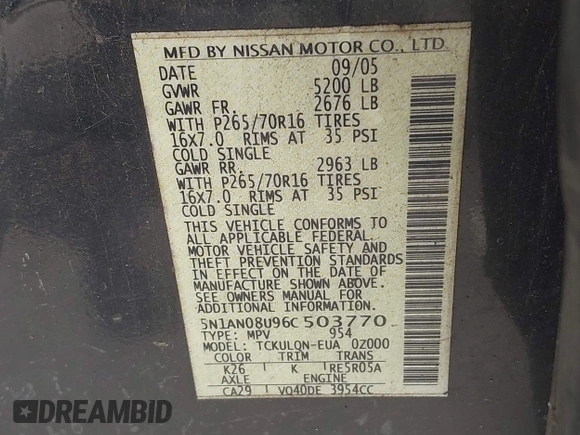 MFD BY NISSAN MOTOR CO., LTD.
DATE 09/05
GVWR 5200 LB
GAWR FR. 2676 LB
WITH P265/70R16 TIRES
16X7.0 RIMS AT 35 PSI
COLD SINGLE
GAWR RR. 2963 LB
WITH P265/70R16 TIRES
16X7.0 RIMS AT 35 PSI
COLD SINGLE
THIS VEHICLE CONFORMS TO
ALL APPLICABLE FEDERAL
MOTOR VEHICLE SAFETY AND
THEFT PREVENTION STANDARDS
IN EFFECT ON THE DATE OF
MANUFACTURE SHOWN ABOVE.
SEE OWNERS MANUAL FOR
ADDITIONAL INFORMATION.
5N1AN08U96C503770
TYPE: MPV 954
MODEL: TCKULQN-EUA 0Z000
COLOR TRIM TRANS
K26 K RE5R05A
AXLE ENGINE
CA29 VQ40DE 3954CC
DREAMBID
dreambid.com